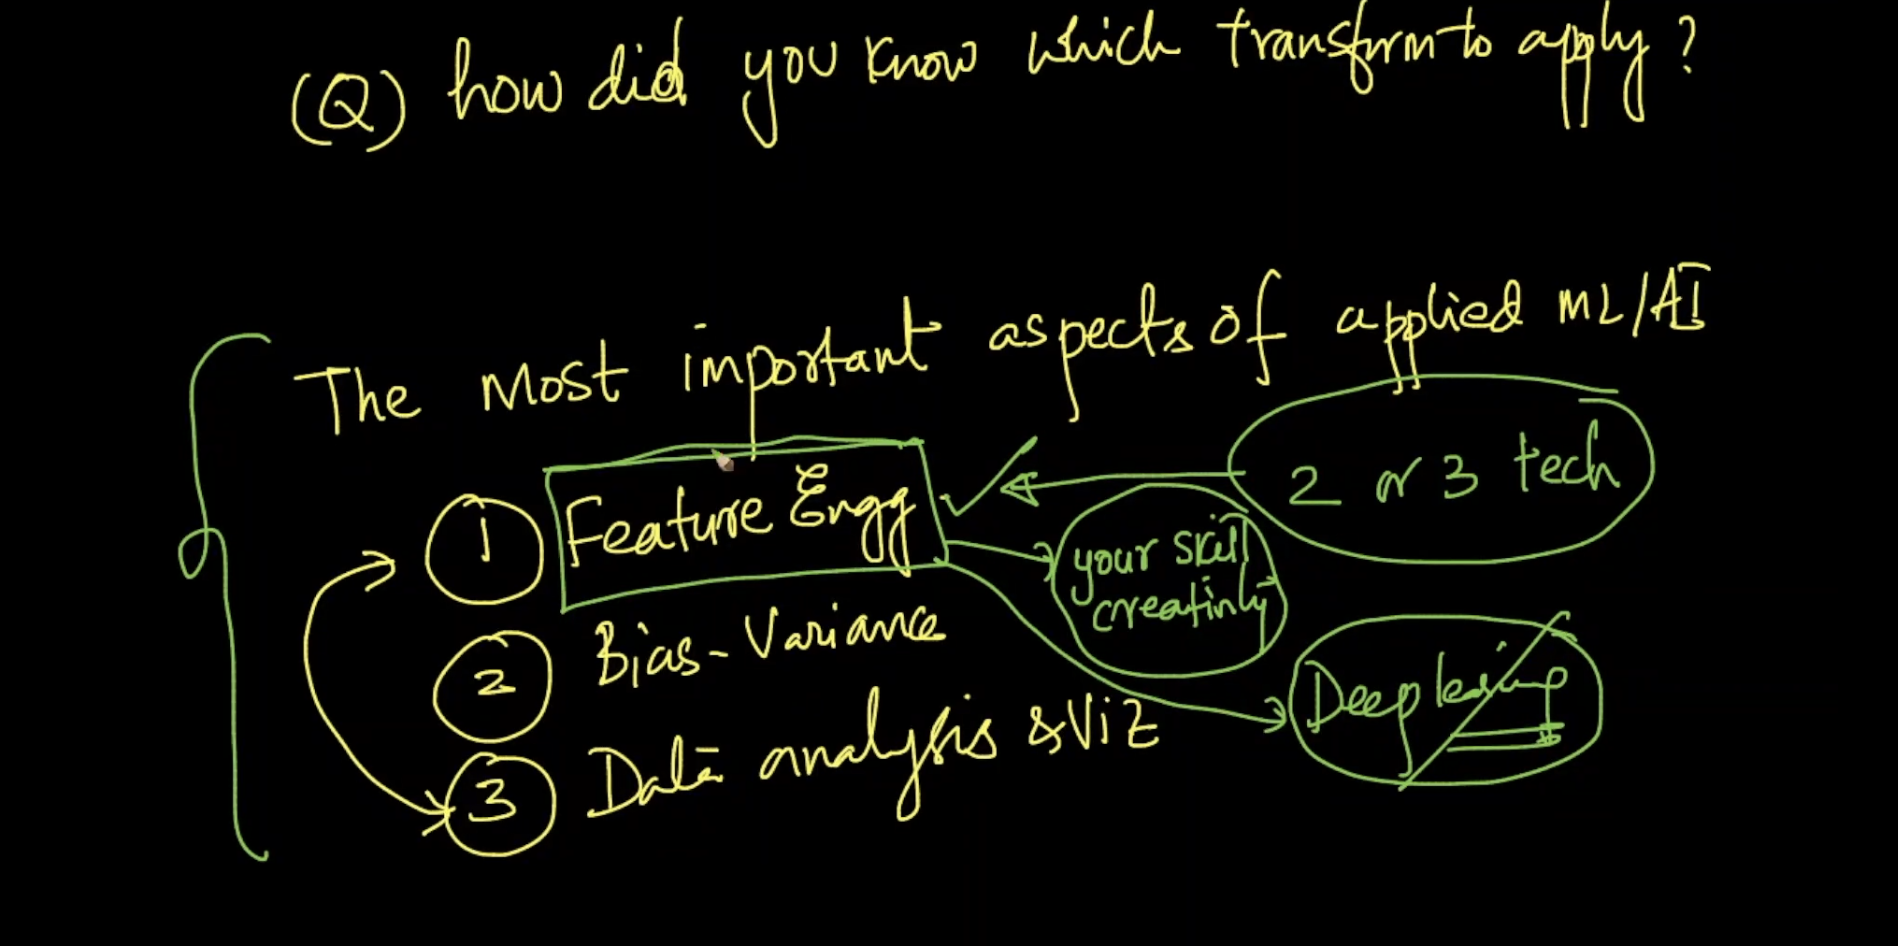 (Q) how did you know which transfrm to apply?
The Most important aspects of applied ML/AI
1 Feature Engg
2 or 3 tech
your skill
creativity
2 Bias-Variance
Deep learning
3 Data analysis & Viz